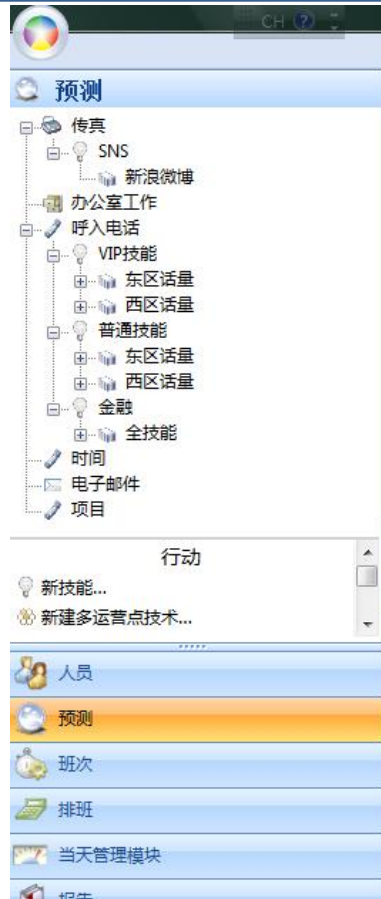 CH
预测
传真
SNS
新浪微博
办公室工作
呼入电话
VIP技能
东区话量
西区话量
普通技能
东区话量
西区话量
金融
全技能
时间
电子邮件
项目
行动
新技能...
新建多运营点技术...
人员
预测
班次
排班
当天管理模块
报告